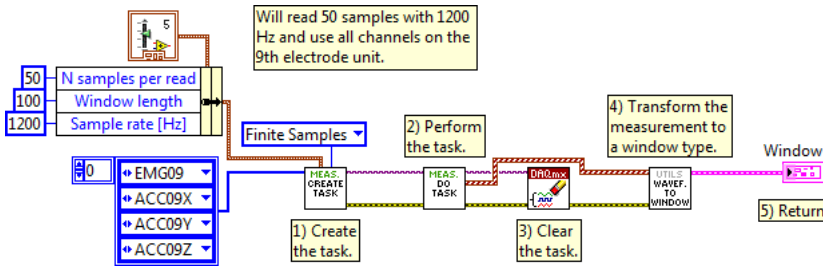 5
Will read 50 samples with 1200
Hz and use all channels on the
9th electrode unit.
50
N samples per read
100
Window length
1200
Sample rate [Hz]
Finite Samples
2) Perform
the task.
4) Transform the
measurement to
a window type.
0
EMG09
ACC09X
ACC09Y
ACC09Z
MEAS.
CREATE
TASK
MEAS.
DO
TASK
DAQmx
UTILS
WAVEF.
TO
WINDOW
Window
1) Create
the task.
3) Clear
the task.
5) Return